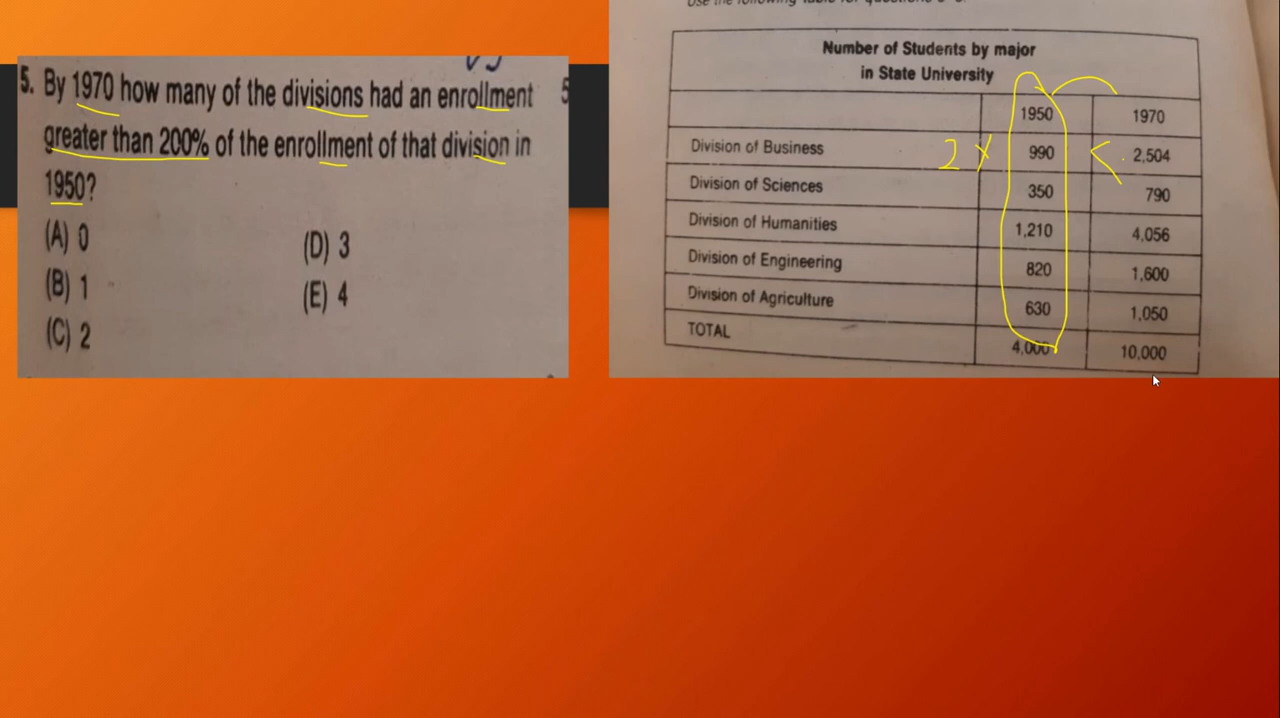 5. By 1970 how many of the divisions had an enrollment
greater than 200% of the enrollment of that division in
1950?
(A) 0
(B) 1
(C) 2
(D) 3
(E) 4
5
Number of Students by major
in State University
1950 1970
Division of Business 2 × 990 < 2,504
Division of Sciences 350 790
Division of Humanities 1,210 4,056
Division of Engineering 820 1,600
Division of Agriculture 630 1,050
TOTAL 4,000 10,000